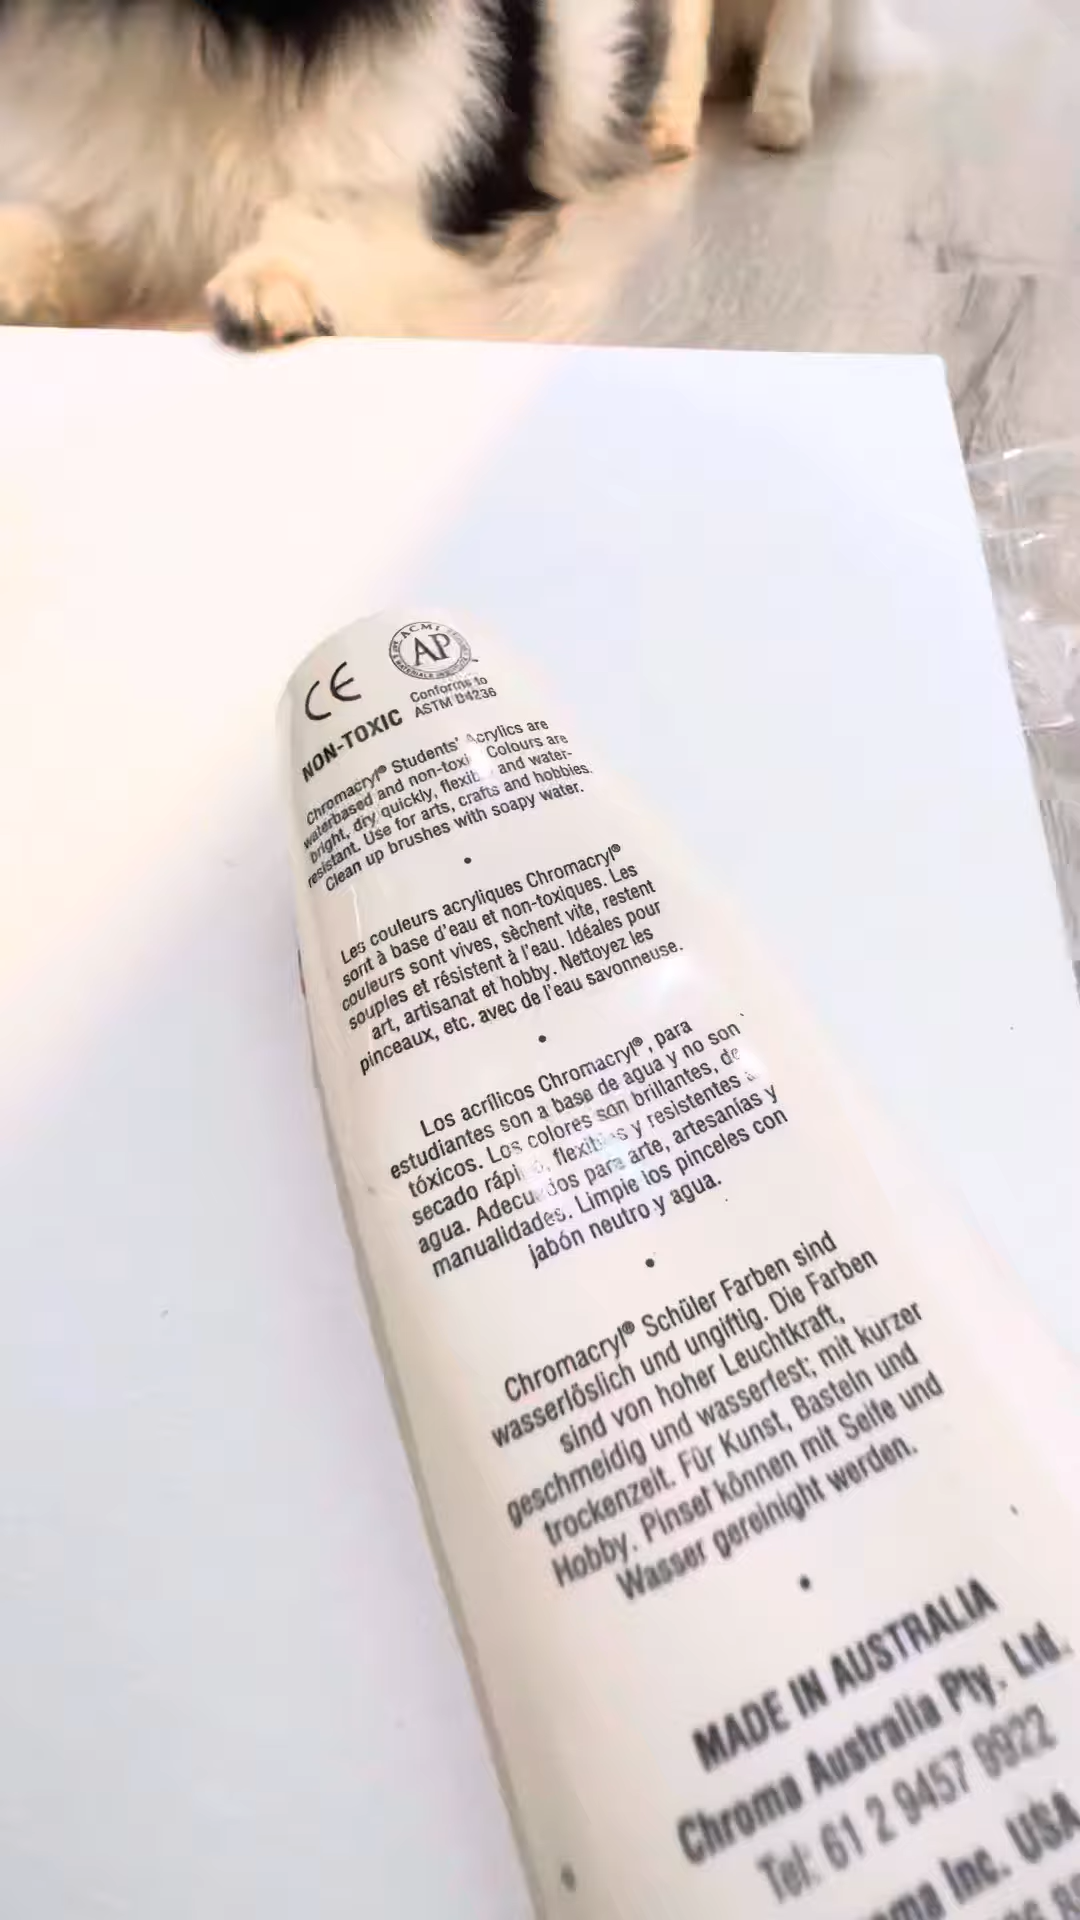 CE
ACMI
AP
NON-TOXIC
Conforms to
ASTM D4236
Chromacryl® Students' Acrylics are
waterbased and non-toxic Colours are
bright, dry quickly, flexible and water-
resistant. Use for arts, crafts and hobbies.
Clean up brushes with soapy water.
•
Les couleurs acryliques Chromacryl®
sont à base d'eau et non-toxiques. Les
couleurs sont vives, sèchent vite, restent
souples et résistent à l'eau. Idéales pour
art, artisanat et hobby. Nettoyez les
pinceaux, etc. avec de l'eau savonneuse.
•
Los acrílicos Chromacryl®, para
estudiantes son a base de agua y no son
tóxicos. Los colores son brillantes, de
secado rápido, flexibles y resistentes
agua. Adecuados para arte, artesanías y
manualidades. Limpie los pinceles con
jabón neutro y agua.
•
Chromacryl® Schüler Farben sind
wasserlöslich und ungiftig. Die Farben
sind von hoher Leuchtkraft,
geschmeidig und wasserfest; mit kurzer
trockenzeit. Für Kunst, Basteln und
Hobby. Pinsel können mit Seife und
Wasser gereinight werden.
•
MADE IN AUSTRALIA
Chroma Australia Pty. Ltd.
Tel: 61 2 9457 9922
Inc. USA